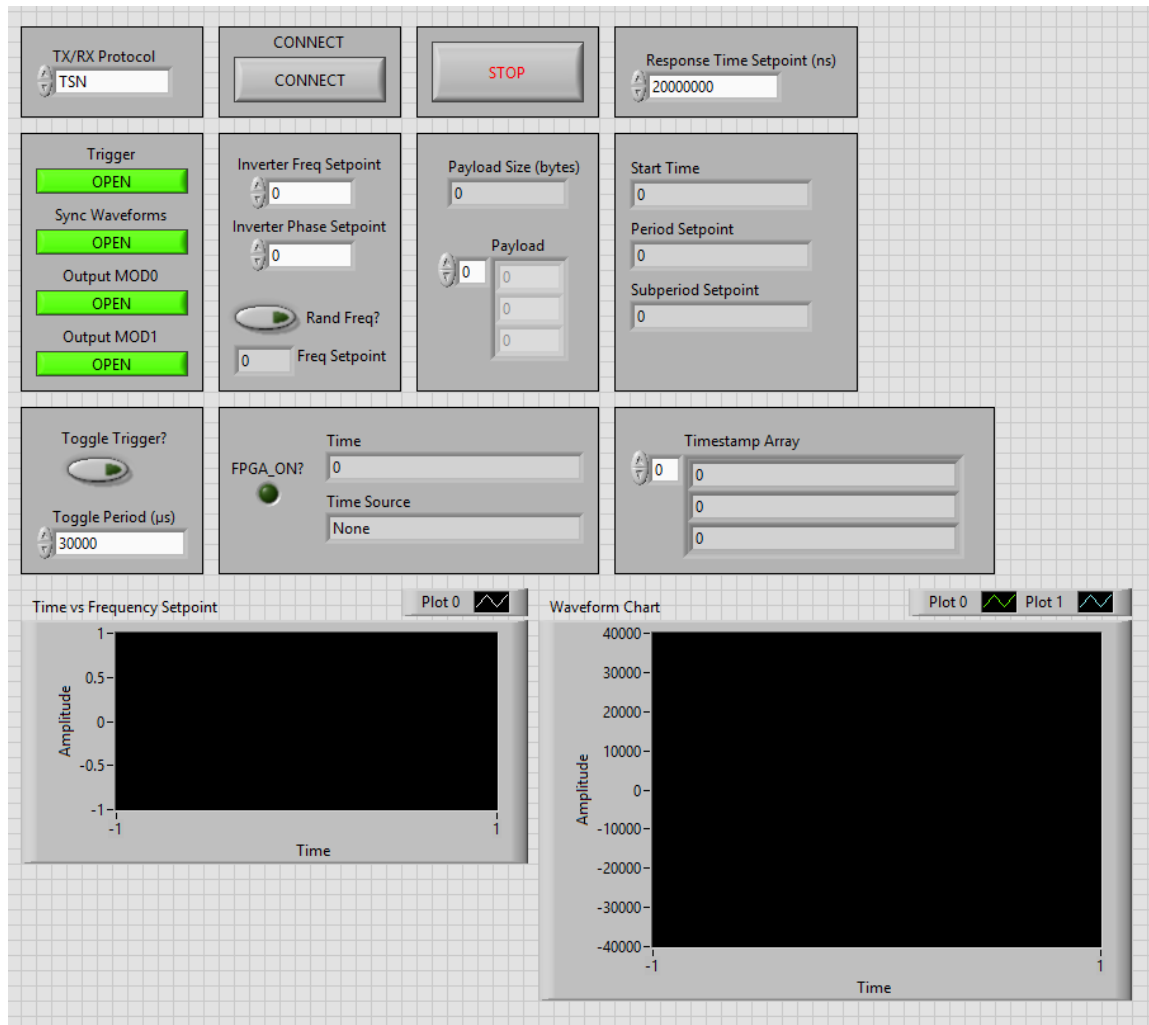 TX/RX Protocol
TSN
CONNECT
CONNECT
STOP
Response Time Setpoint (ns)
20000000
Trigger
OPEN
Sync Waveforms
OPEN
Output MOD0
OPEN
Output MOD1
OPEN
Inverter Freq Setpoint
0
Inverter Phase Setpoint
0
Rand Freq?
0 Freq Setpoint
Payload Size (bytes)
0
Payload
0 0
0
0
Start Time
0
Period Setpoint
0
Subperiod Setpoint
0
Toggle Trigger?
Toggle Period (µs)
30000
FPGA_ON?
Time
0
Time Source
None
Timestamp Array
0 0
0
0
Time vs Frequency Setpoint
Plot 0
1
0.5
0
-0.5
-1
Amplitude
-1 1
Time
Waveform Chart
Plot 0 Plot 1
40000
30000
20000
10000
0
-10000
-20000
-30000
-40000
Amplitude
-1 1
Time